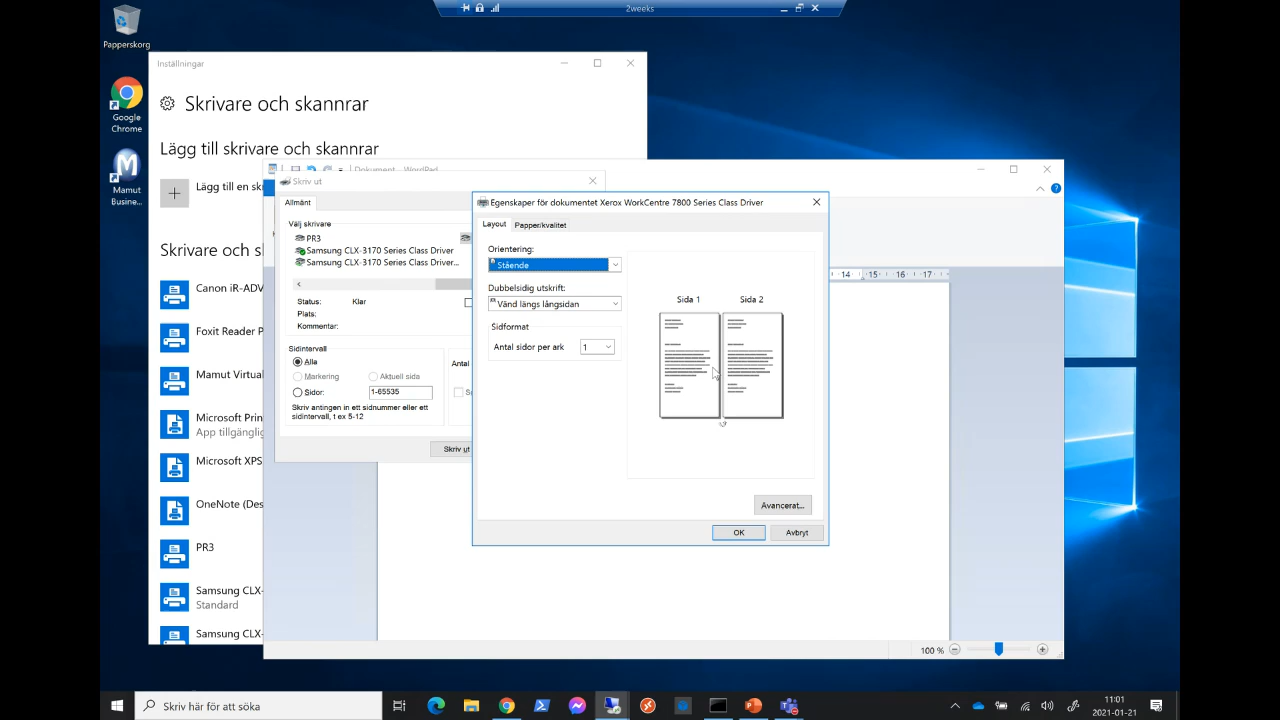 2weeks
Papperskorg
Google
Chrome
Mamut
Busine...
Inställningar
Skrivare och skannrar
Lägg till skrivare och skannrar
Lägg till en
Skrivare och
Canon iR-ADV
Foxit Reader P
Mamut Virtua
Microsoft Prin
App tillgänglig
Microsoft XPS
OneNote (Des
PR3
Samsung CLX-
Standard
Samsung CLX-
Dokument - WordPad
Skriv ut
Allmänt
Välj skrivare
PR3
Samsung CLX-3170 Series Class Driver
Samsung CLX-3170 Series Class Driver...
Status: Klar
Plats:
Kommentar:
Sidintervall
Alla
Markering Aktuell sida
Sidor: 1-65535
Skriv antingen in ett sidnummer eller ett
sidintervall, t ex 5-12
Antal
Skriv ut
Egenskaper för dokumentet Xerox WorkCentre 7800 Series Class Driver
Layout Papper/kvalitet
Orientering:
Stående
Dubbelsidig utskrift:
Vänd längs långsidan
Sidformat
Antal sidor per ark 1
Sida 1 Sida 2
Avancerat...
OK Avbryt
14 15 16 17
100 %
Skriv här för att söka
11:01
2021-01-21